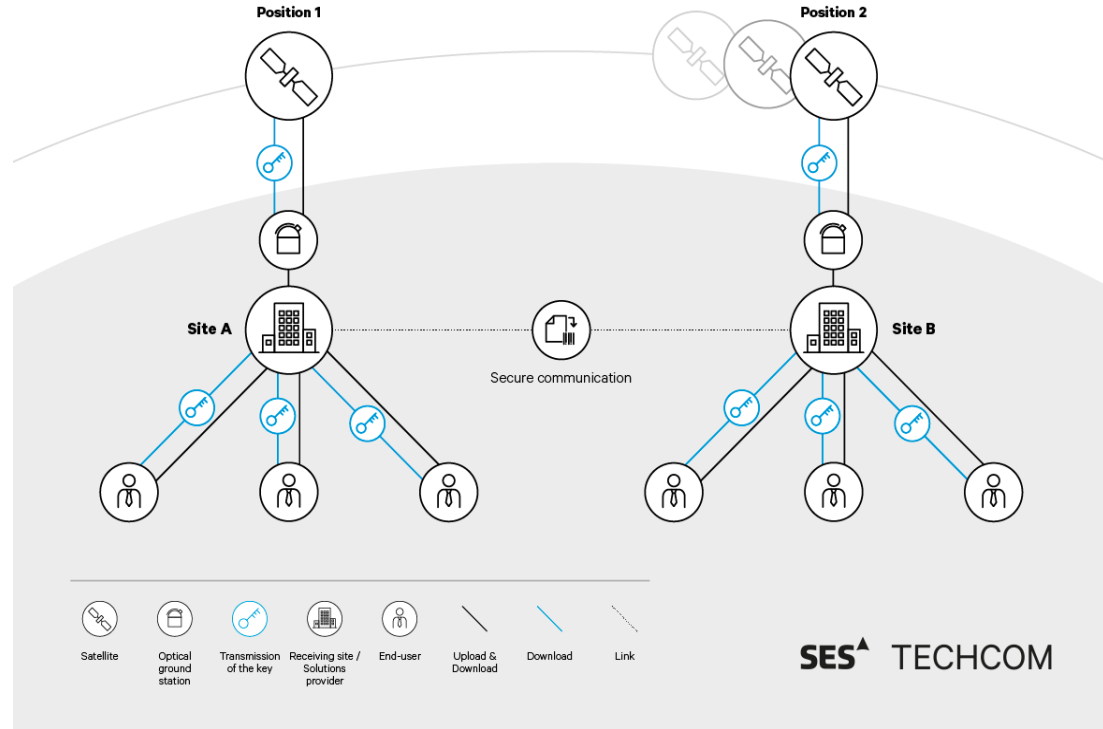 Position 1
Position 2
Site A
Site B
Secure communication
Satellite
Optical
ground
station
Transmission
of the key
Receiving site /
Solutions
provider
End-user
Upload &
Download
Download
Link
SES TECHCOM